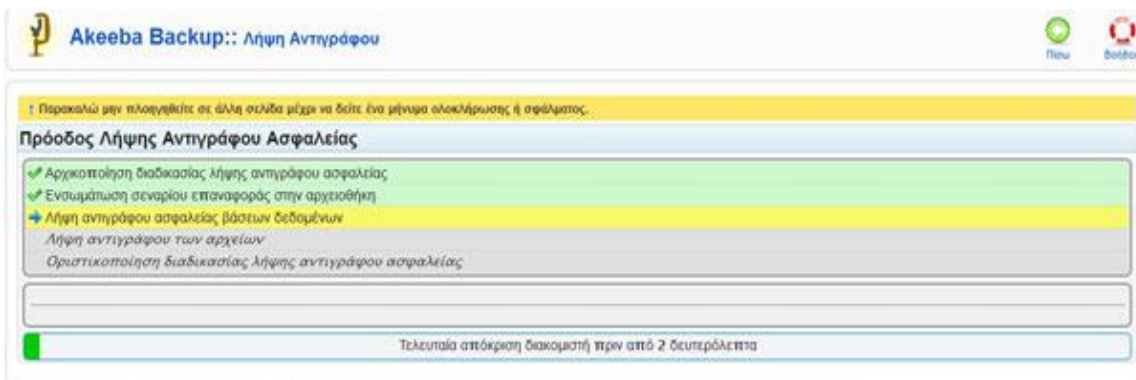 Akeeba Backup:: Λήψη Αντιγράφου
Πίσω
Βοήθεια
! Παρακαλώ μην πλοηγηθείτε σε άλλη σελίδα μέχρι να δείτε ένα μήνυμα ολοκλήρωσης ή σφάλματος.
Πρόοδος Λήψης Αντιγράφου Ασφαλείας
Αρχικοποίηση διαδικασίας λήψης αντιγράφου ασφαλείας
Ενσωμάτωση σεναρίου επαναφοράς στην αρχειοθήκη
Λήψη αντιγράφου ασφαλείας βάσεων δεδομένων
Λήψη αντιγράφου των αρχείων
Οριστικοποίηση διαδικασίας λήψης αντιγράφου ασφαλείας
Τελευταία απόκριση διακομιστή πριν από 2 δευτερόλεπτα